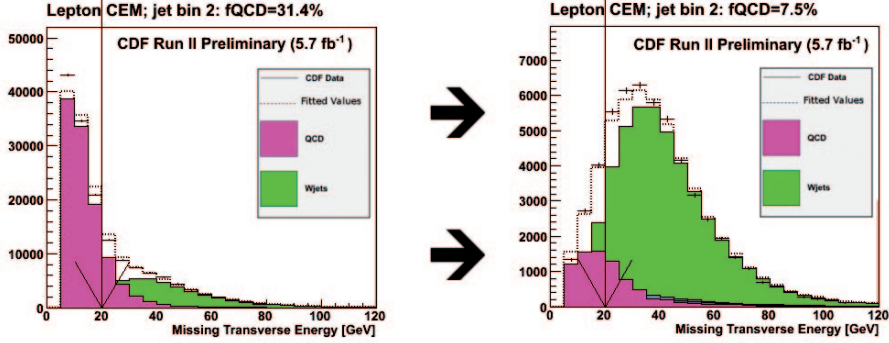 Lepton CEM; jet bin 2: fQCD=31.4%
CDF Run II Preliminary (5.7 fb⁻¹)
CDF Data
Fitted Values
QCD
Wjets
50000
40000
30000
20000
10000
0
0 20 40 60 80 100 120
Missing Transverse Energy [GeV]
Lepton CEM; jet bin 2: fQCD=7.5%
CDF Run II Preliminary (5.7 fb⁻¹)
CDF Data
Fitted Values
QCD
Wjets
7000
6000
5000
4000
3000
2000
1000
0
0 20 40 60 80 100 120
Missing Transverse Energy [GeV]